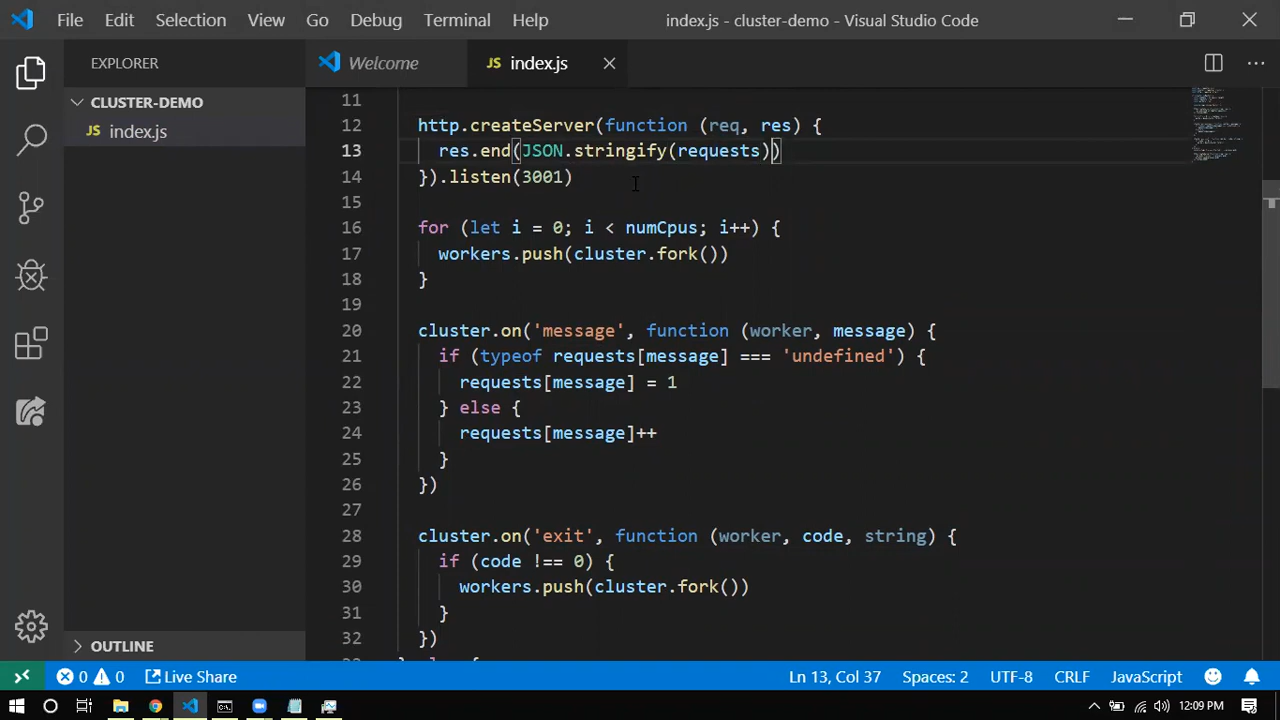 File Edit Selection View Go Debug Terminal Help index.js - cluster-demo - Visual Studio Code
EXPLORER
CLUSTER-DEMO
JS index.js
OUTLINE
Welcome JS index.js
11
12 http.createServer(function (req, res) {
13 res.end(JSON.stringify(requests))
14 }).listen(3001)
15
16 for (let i = 0; i < numCpus; i++) {
17 workers.push(cluster.fork())
18 }
19
20 cluster.on('message', function (worker, message) {
21 if (typeof requests[message] === 'undefined') {
22 requests[message] = 1
23 } else {
24 requests[message]++
25 }
26 })
27
28 cluster.on('exit', function (worker, code, string) {
29 if (code !== 0) {
30 workers.push(cluster.fork())
31 }
32 })
0 0 Live Share Ln 13, Col 37 Spaces: 2 UTF-8 CRLF JavaScript
12:09 PM